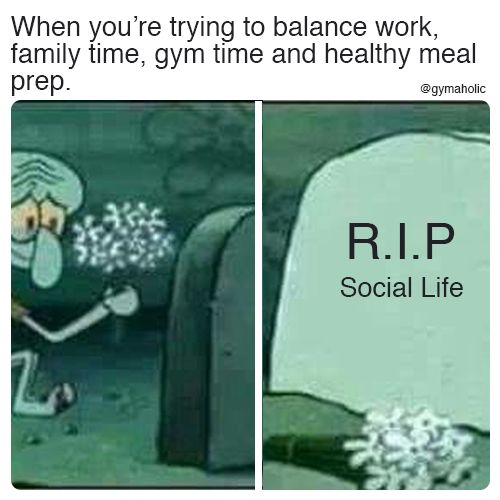 When you’re trying to balance work,
family time, gym time and healthy meal
prep.
@gymaholic
R.I.P
Social Life